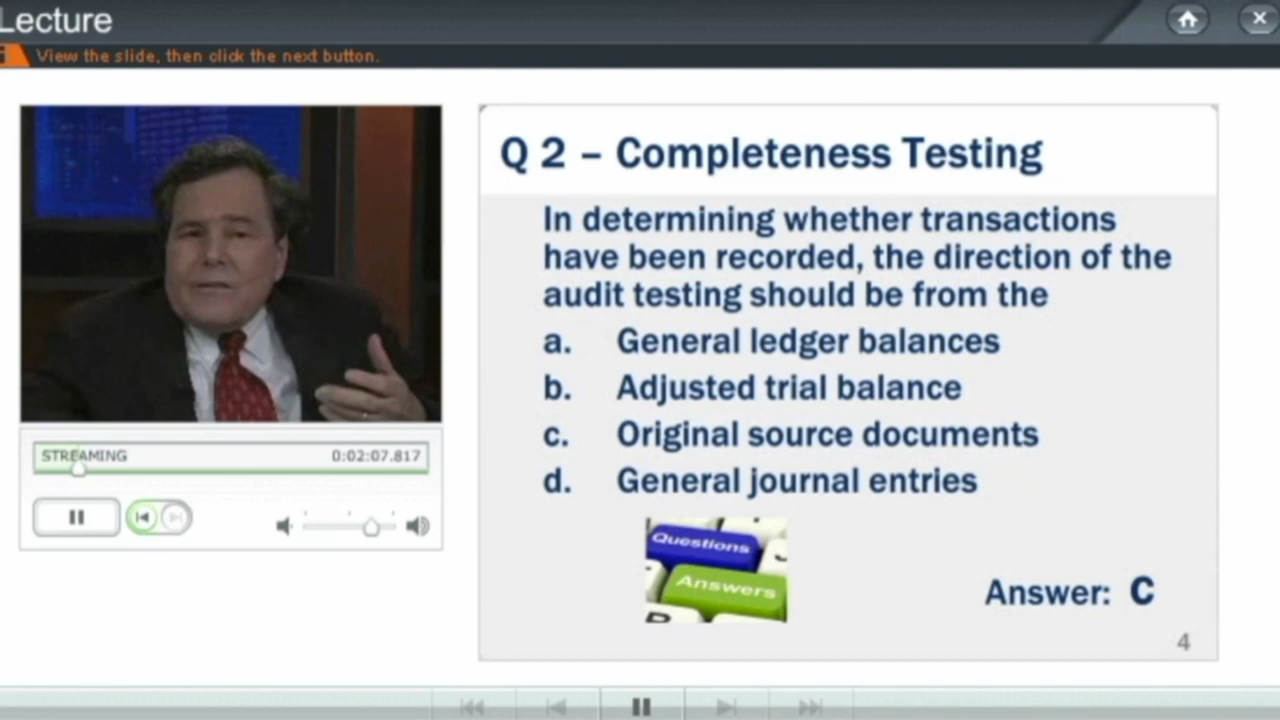 Lecture
View the slide, then click the next button.
Q 2 – Completeness Testing
In determining whether transactions
have been recorded, the direction of the
audit testing should be from the
a. General ledger balances
b. Adjusted trial balance
c. Original source documents
d. General journal entries
STREAMING 0:02:07.817
Questions
Answers
B
Answer: C
4